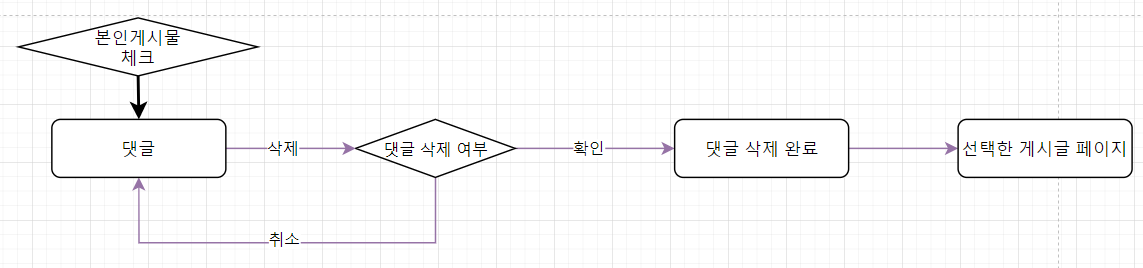 본인게시물
체크
댓글
삭제
댓글 삭제 여부
확인
댓글 삭제 완료
선택한 게시글 페이지
취소